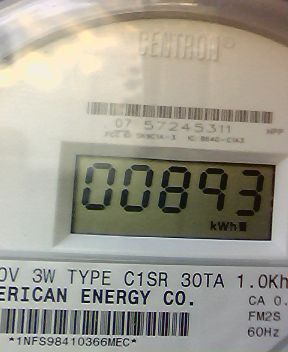 CENTRON®
07 57245311
NPP
00893
kWh
0V 3W TYPE C1SR 30TA 1.0Kh
ERICAN ENERGY CO.
CA 0.
FM2S
60Hz
*1NFS98410366MEC*